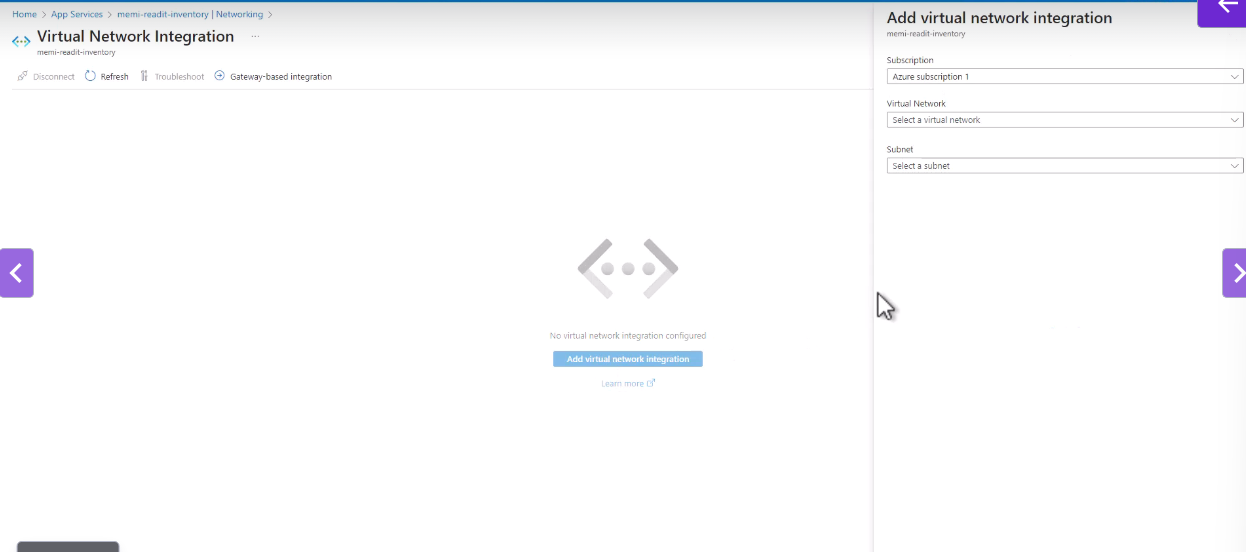 Home > App Services > memi-readit-inventory | Networking >
Virtual Network Integration ...
memi-readit-inventory
Disconnect Refresh Troubleshoot Gateway-based integration
No virtual network integration configured
Add virtual network integration
Learn more
Add virtual network integration
memi-readit-inventory
Subscription
Azure subscription 1
Virtual Network
Select a virtual network
Subnet
Select a subnet